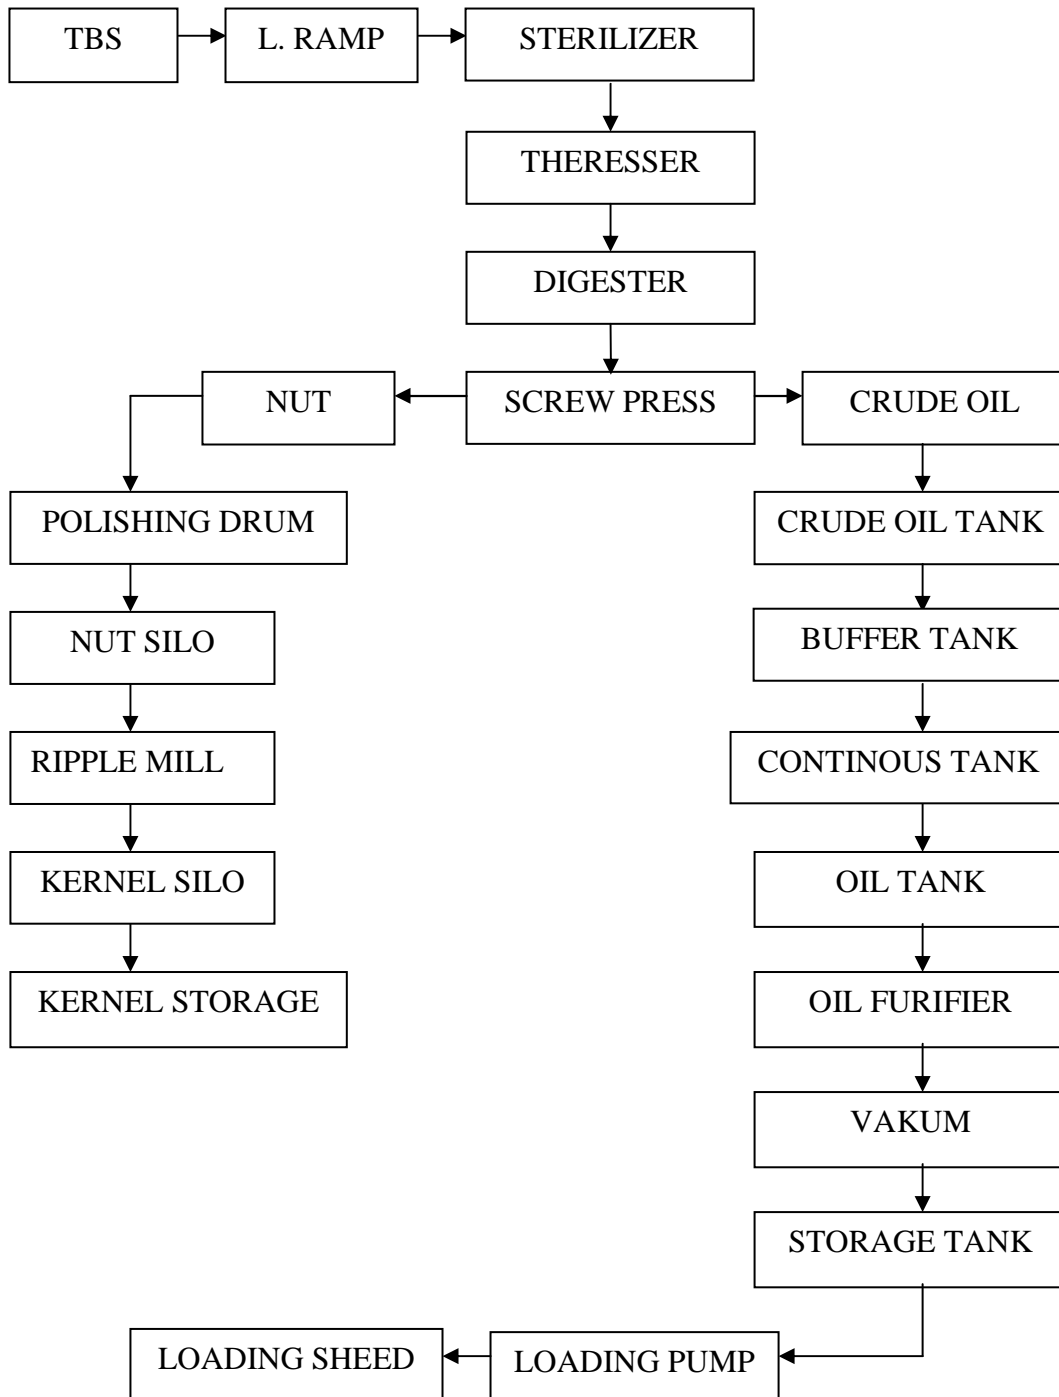 TBS
L. RAMP
STERILIZER
THERESSER
DIGESTER
NUT
SCREW PRESS
CRUDE OIL
POLISHING DRUM
CRUDE OIL TANK
NUT SILO
BUFFER TANK
RIPPLE MILL
CONTINOUS TANK
KERNEL SILO
OIL TANK
KERNEL STORAGE
OIL FURIFIER
VAKUM
STORAGE TANK
LOADING SHEED
LOADING PUMP